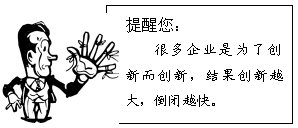 提醒您：
很多企业是为了创
新而创新，结果创新越
大，倒闭越快。